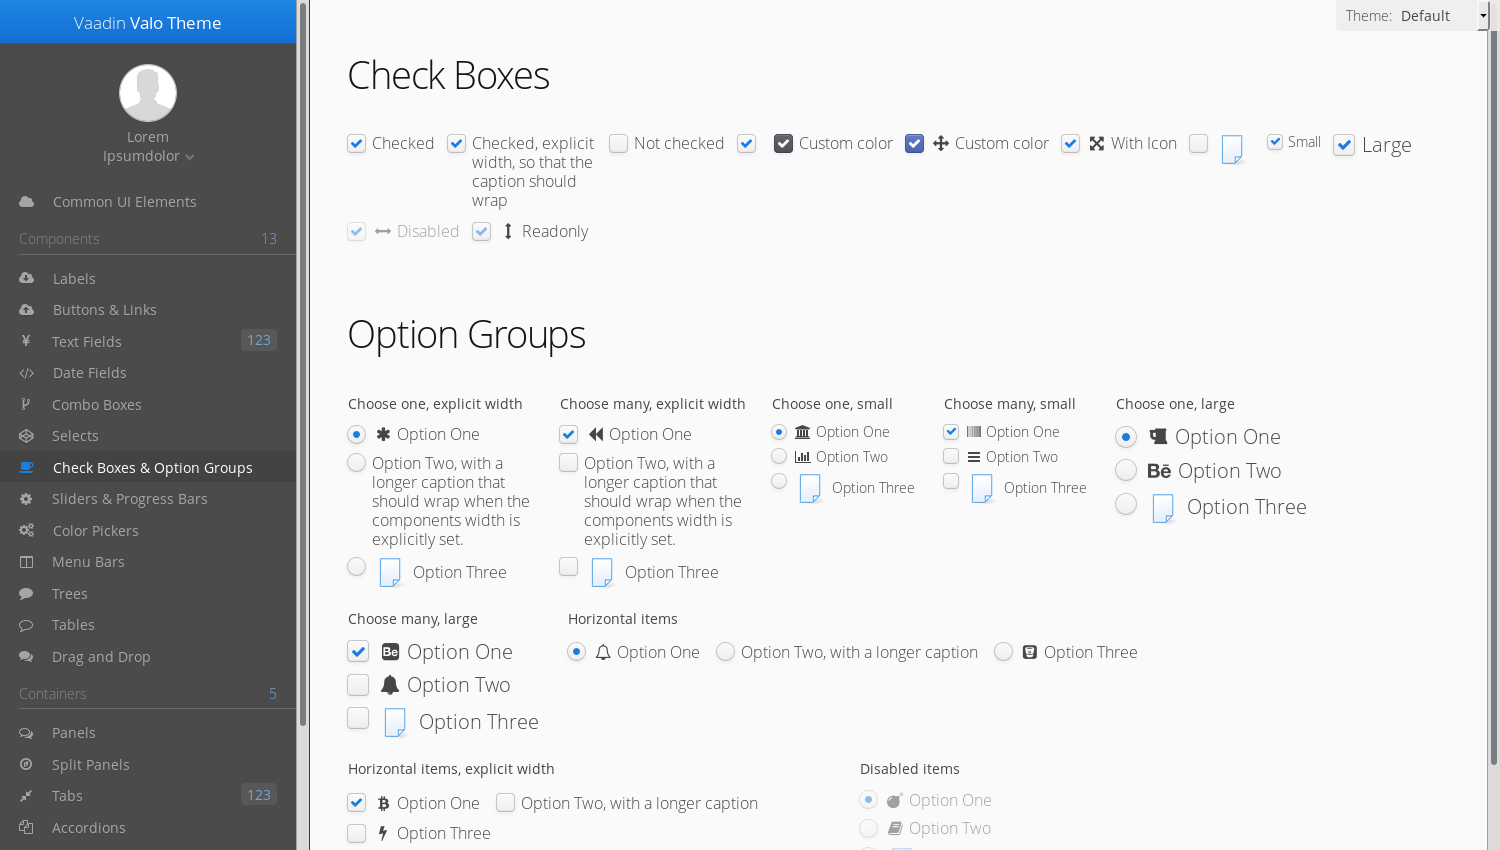 Vaadin Valo Theme
Theme: Default
Lorem
Ipsumdolor
Common UI Elements
Components 13
Labels
Buttons & Links
Text Fields 123
Date Fields
Combo Boxes
Selects
Check Boxes & Option Groups
Sliders & Progress Bars
Color Pickers
Menu Bars
Trees
Tables
Drag and Drop
Containers 5
Panels
Split Panels
Tabs 123
Accordions
Check Boxes
Checked
Checked, explicit
width, so that the
caption should
wrap
Not checked
Custom color
Custom color
With Icon
Small
Large
Disabled
Readonly
Option Groups
Choose one, explicit width
Option One
Option Two, with a
longer caption that
should wrap when the
components width is
explicitly set.
Option Three
Choose many, explicit width
Option One
Option Two, with a
longer caption that
should wrap when the
components width is
explicitly set.
Option Three
Choose one, small
Option One
Option Two
Option Three
Choose many, small
Option One
Option Two
Option Three
Choose one, large
Option One
Option Two
Option Three
Choose many, large
Option One
Option Two
Option Three
Horizontal items
Option One
Option Two, with a longer caption
Option Three
Horizontal items, explicit width
Option One
Option Two, with a longer caption
Option Three
Disabled items
Option One
Option Two